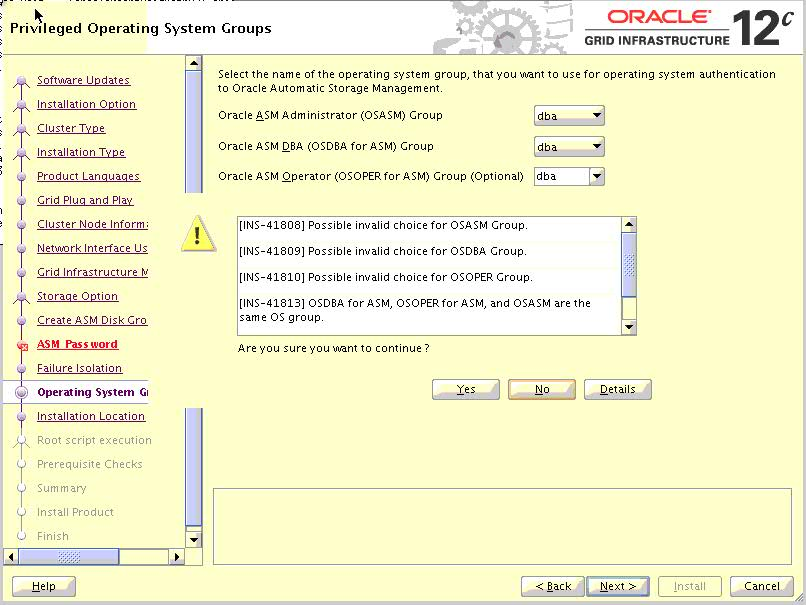 Privileged Operating System Groups
ORACLE®
GRID INFRASTRUCTURE 12c
Software Updates
Installation Option
Cluster Type
Installation Type
Product Languages
Grid Plug and Play
Cluster Node Informa
Network Interface Us
Grid Infrastructure M
Storage Option
Create ASM Disk Gro
ASM Password
Failure Isolation
Operating System Gr
Installation Location
Root script execution
Prerequisite Checks
Summary
Install Product
Finish
Select the name of the operating system group, that you want to use for operating system authentication
to Oracle Automatic Storage Management.
Oracle ASM Administrator (OSASM) Group dba
Oracle ASM DBA (OSDBA for ASM) Group dba
Oracle ASM Operator (OSOPER for ASM) Group (Optional) dba
[INS-41808] Possible invalid choice for OSASM Group.
[INS-41809] Possible invalid choice for OSDBA Group.
[INS-41810] Possible invalid choice for OSOPER Group.
[INS-41813] OSDBA for ASM, OSOPER for ASM, and OSASM are the
same OS group.
Are you sure you want to continue?
Yes No Details
Help < Back Next > Install Cancel